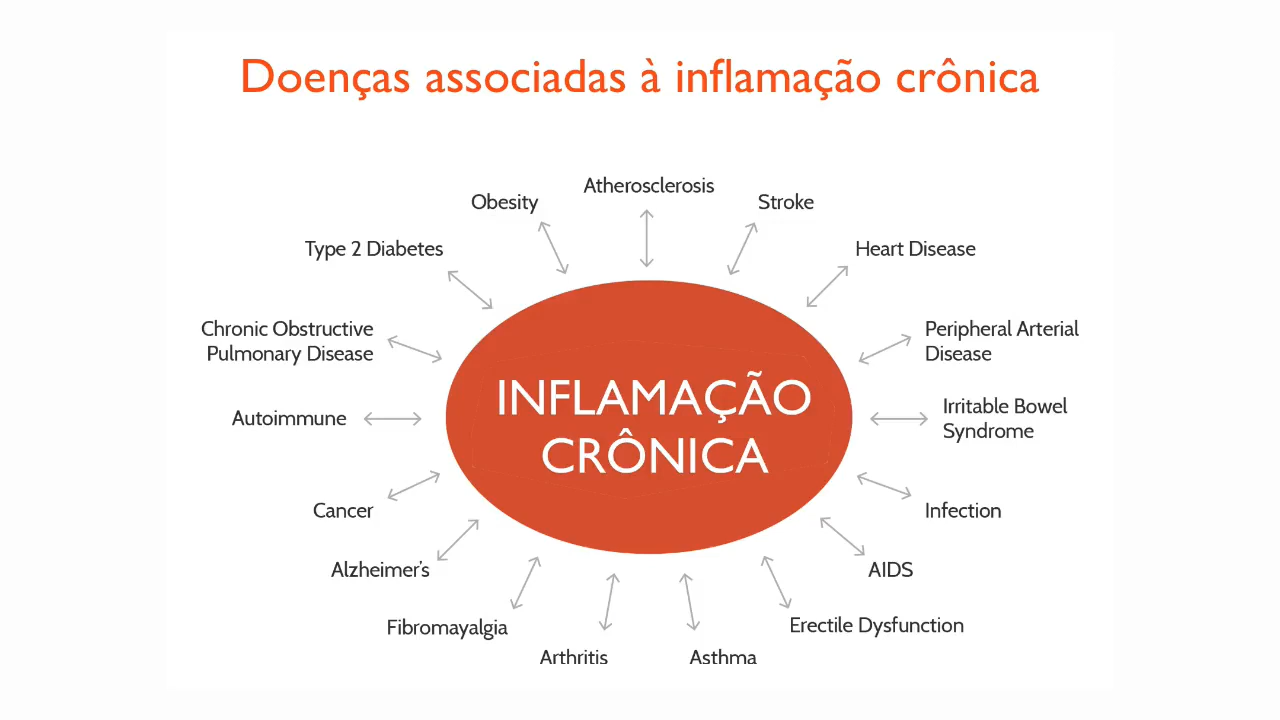 Doenças associadas à inflamação crônica
Atherosclerosis
Obesity
Stroke
Type 2 Diabetes
Heart Disease
Chronic Obstructive
Pulmonary Disease
Peripheral Arterial
Disease
INFLAMAÇÃO
CRÔNICA
Autoimmune
Irritable Bowel
Syndrome
Cancer
Infection
Alzheimer's
AIDS
Fibromayalgia
Erectile Dysfunction
Arthritis
Asthma